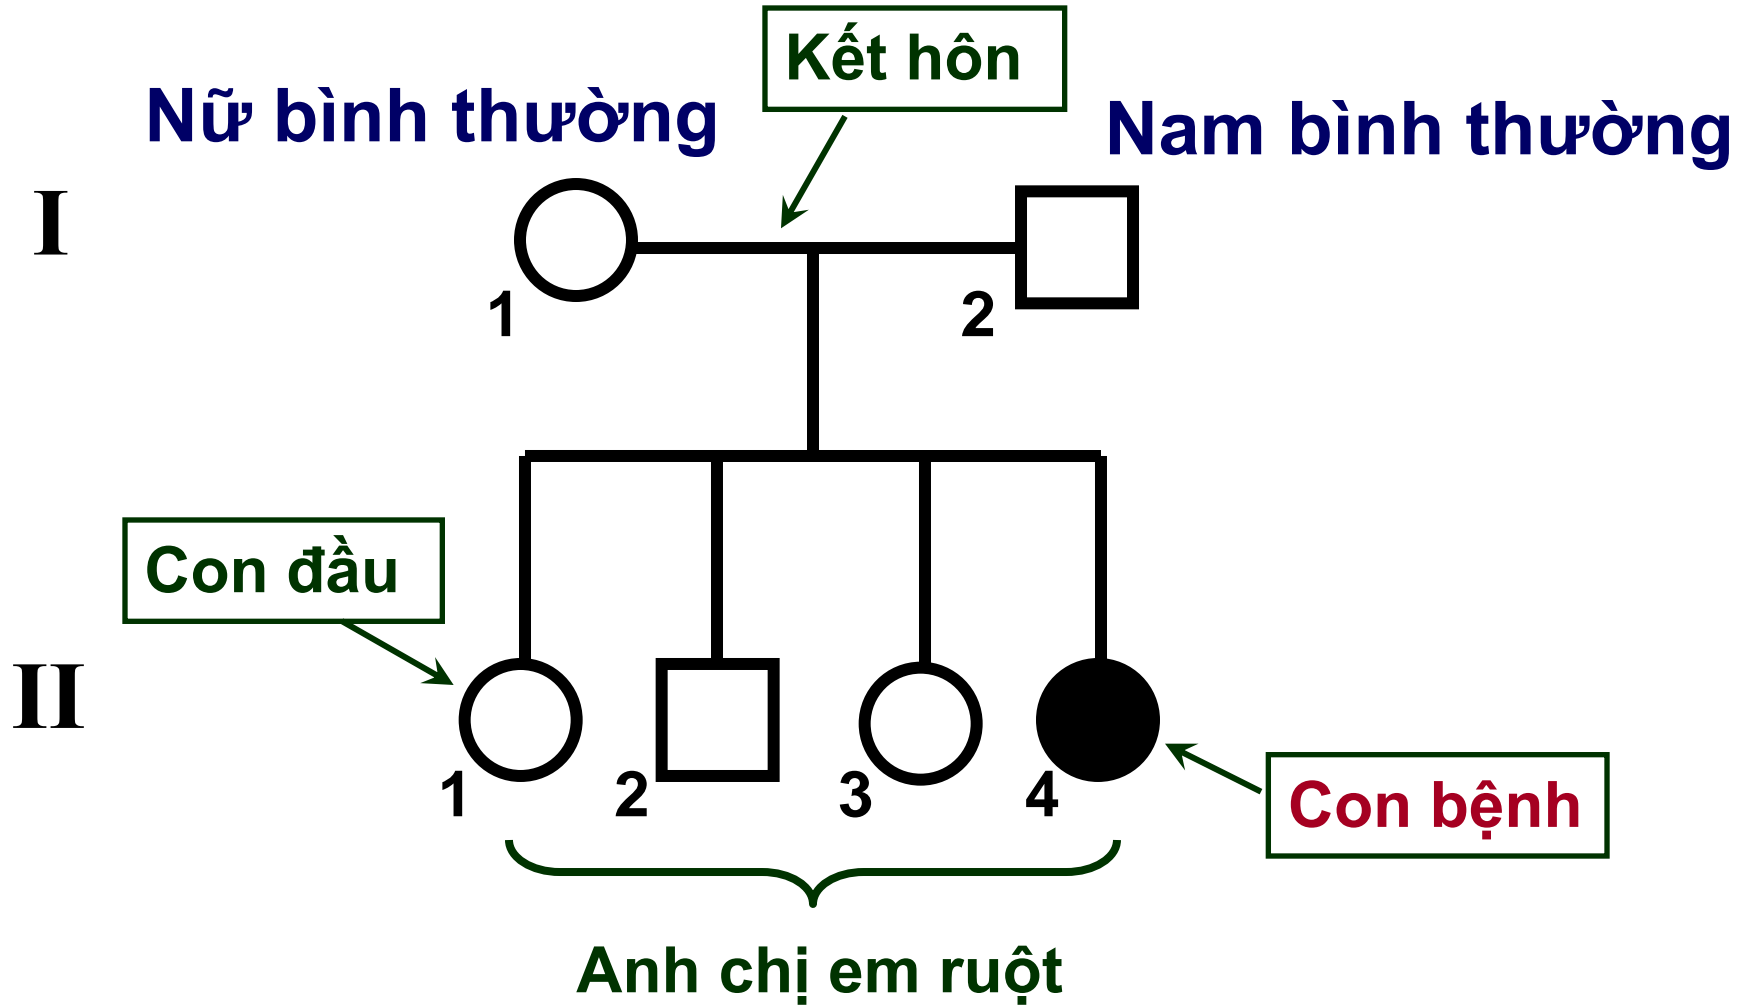 Kết hôn
Nữ bình thường
Nam bình thường
I
1
2
Con đầu
II
1
2
3
4
Con bệnh
Anh chị em ruột